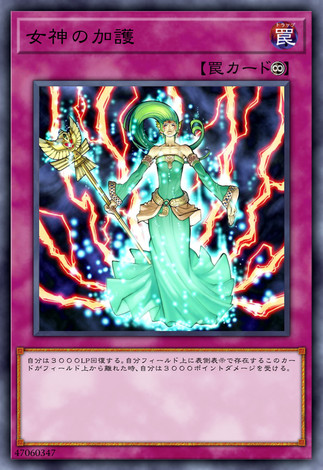 女神の加護
トラップ
罠
【罠カード♾】
自分は３０００LP回復する。自分フィールド上に表側表示で存在するこのカー
ドがフィールド上から離れた時、自分は３０００ポイントダメージを受ける。
47060347